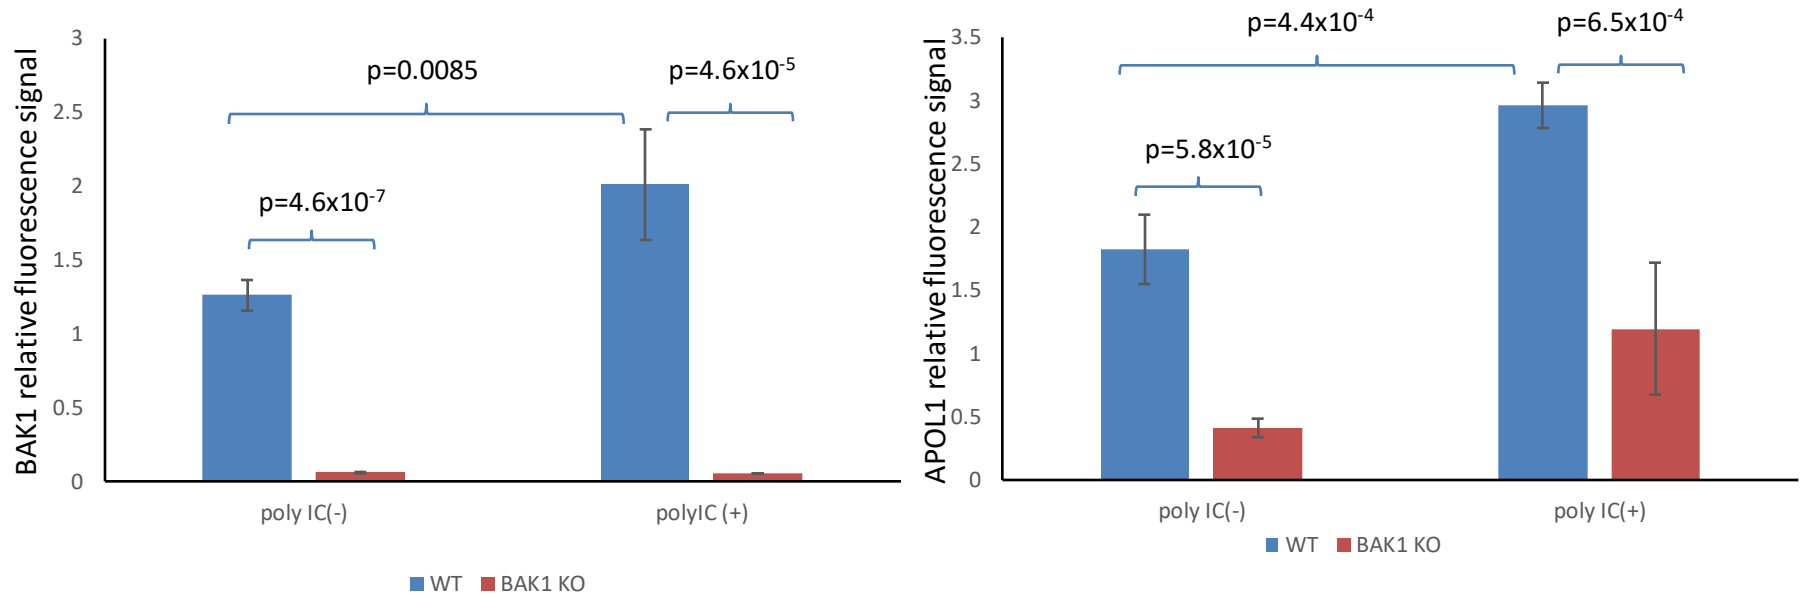 BAK1 relative fluorescence signal
3
2.5
2
1.5
1
0.5
0
p=0.0085
p=4.6x10-5
p=4.6x10-7
poly IC(-)
polyIC (+)
WT
BAK1 KO
APOL1 relative fluorescence signal
3.5
3
2.5
2
1.5
1
0.5
0
p=4.4x10-4
p=6.5x10-4
p=5.8x10-5
poly IC(-)
poly IC(+)
WT
BAK1 KO